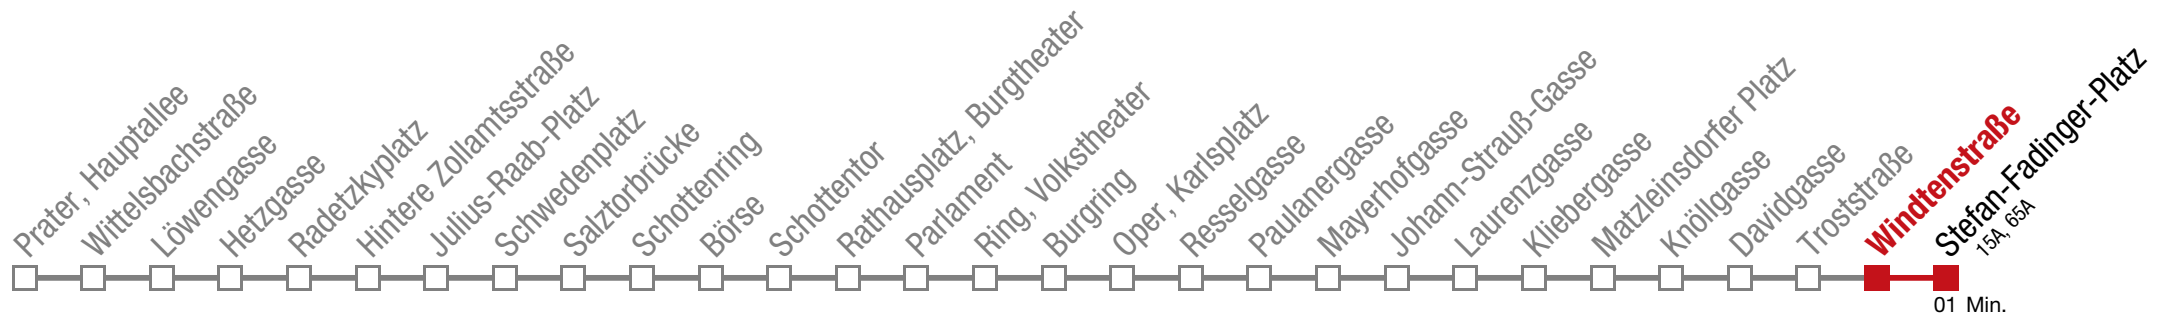 Prater, Hauptallee
Wittelsbachstraße
Löwengasse
Hetzgasse
Radetzkyplatz
Hintere Zollamtsstraße
Julius-Raab-Platz
Schwedenplatz
Salztorbrücke
Schottenring
Börse
Schottentor
Rathausplatz, Burgtheater
Parlament
Ring, Volkstheater
Burgring
Oper, Karlsplatz
Resselgasse
Paulanergasse
Mayerhofgasse
Johann-Strauß-Gasse
Laurenzgasse
Kliebergasse
Matzleinsdorfer Platz
Knöllgasse
Davidgasse
Troststraße
Windtenstraße
Stefan-Fadinger-Platz
15A, 65A
01 Min.